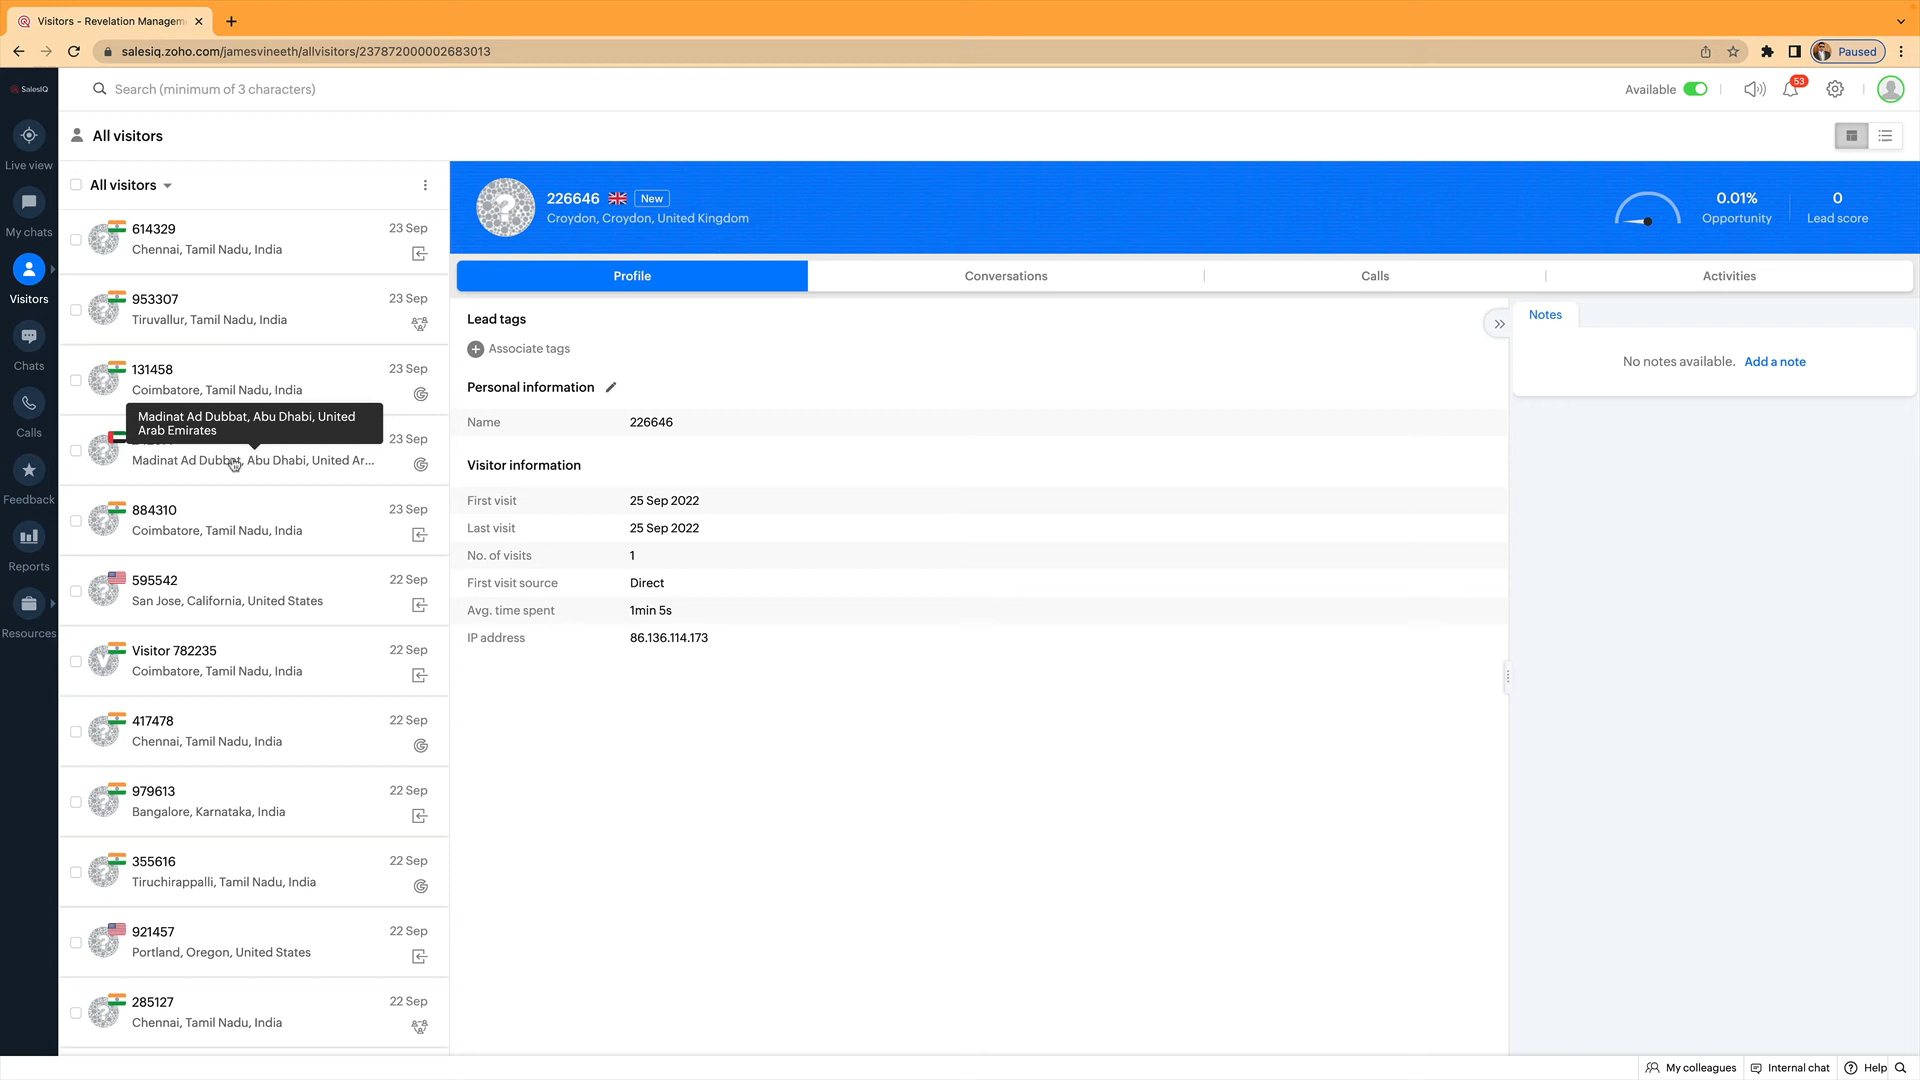 Visitors - Revelation Managem
salesiq.zoho.com/jamesvineeth/allvisitors/237872000002683013
Paused
SalesIQ
Search (minimum of 3 characters)
Available
53
Live view
My chats
Visitors
Chats
Calls
Feedback
Reports
Resources
All visitors
All visitors
614329
23 Sep
Chennai, Tamil Nadu, India
953307
23 Sep
Tiruvallur, Tamil Nadu, India
131458
23 Sep
Coimbatore, Tamil Nadu, India
Madinat Ad Dubbat, Abu Dhabi, United
Arab Emirates
23 Sep
Madinat Ad Dubbat, Abu Dhabi, United Ar...
884310
23 Sep
Coimbatore, Tamil Nadu, India
595542
22 Sep
San Jose, California, United States
Visitor 782235
22 Sep
Coimbatore, Tamil Nadu, India
417478
22 Sep
Chennai, Tamil Nadu, India
979613
22 Sep
Bangalore, Karnataka, India
355616
22 Sep
Tiruchirappalli, Tamil Nadu, India
921457
22 Sep
Portland, Oregon, United States
285127
22 Sep
Chennai, Tamil Nadu, India
226646
New
Croydon, Croydon, United Kingdom
0.01%
Opportunity
0
Lead score
Profile
Conversations
Calls
Activities
Lead tags
Associate tags
Personal information
Name 226646
Visitor information
First visit 25 Sep 2022
Last visit 25 Sep 2022
No. of visits 1
First visit source Direct
Avg. time spent 1min 5s
IP address 86.136.114.173
Notes
No notes available. Add a note
My colleagues
Internal chat
Help